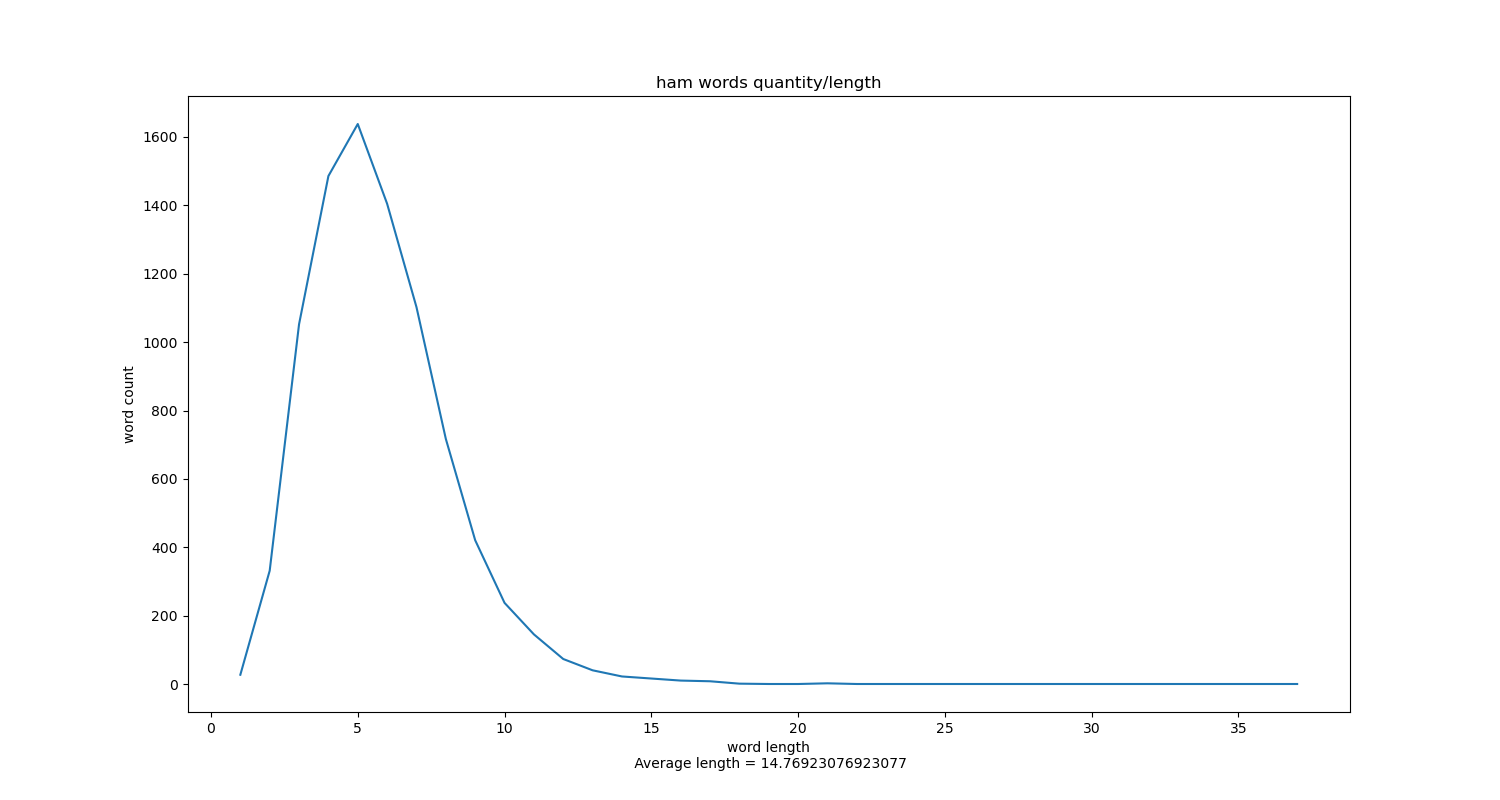 ham words quantity/length
1600
1400
1200
1000
800
600
400
200
0
word count
0 5 10 15 20 25 30 35
word length
Average length = 14.76923076923077